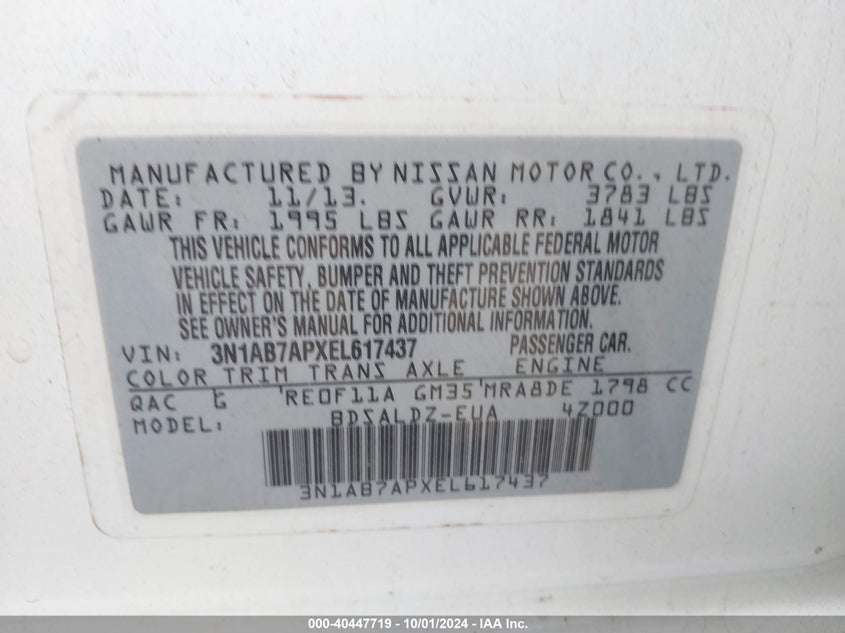 MANUFACTURED BY NISSAN MOTOR CO., LTD.
DATE: 11/13. GVWR: 3783 LBS
GAWR FR: 1995 LBS GAWR RR: 1841 LBS
THIS VEHICLE CONFORMS TO ALL APPLICABLE FEDERAL MOTOR
VEHICLE SAFETY, BUMPER AND THEFT PREVENTION STANDARDS
IN EFFECT ON THE DATE OF MANUFACTURE SHOWN ABOVE.
SEE OWNER'S MANUAL FOR ADDITIONAL INFORMATION.
VIN: 3N1AB7APXEL617437 PASSENGER CAR.
COLOR TRIM TRANS AXLE ENGINE
QAC G RE0F11A GM35 MRA8DE 1798 CC
MODEL: BDSALDZ-EUA 4Z000
3N1AB7APXEL617437
000-40447719 - 10/01/2024 - IAA Inc.